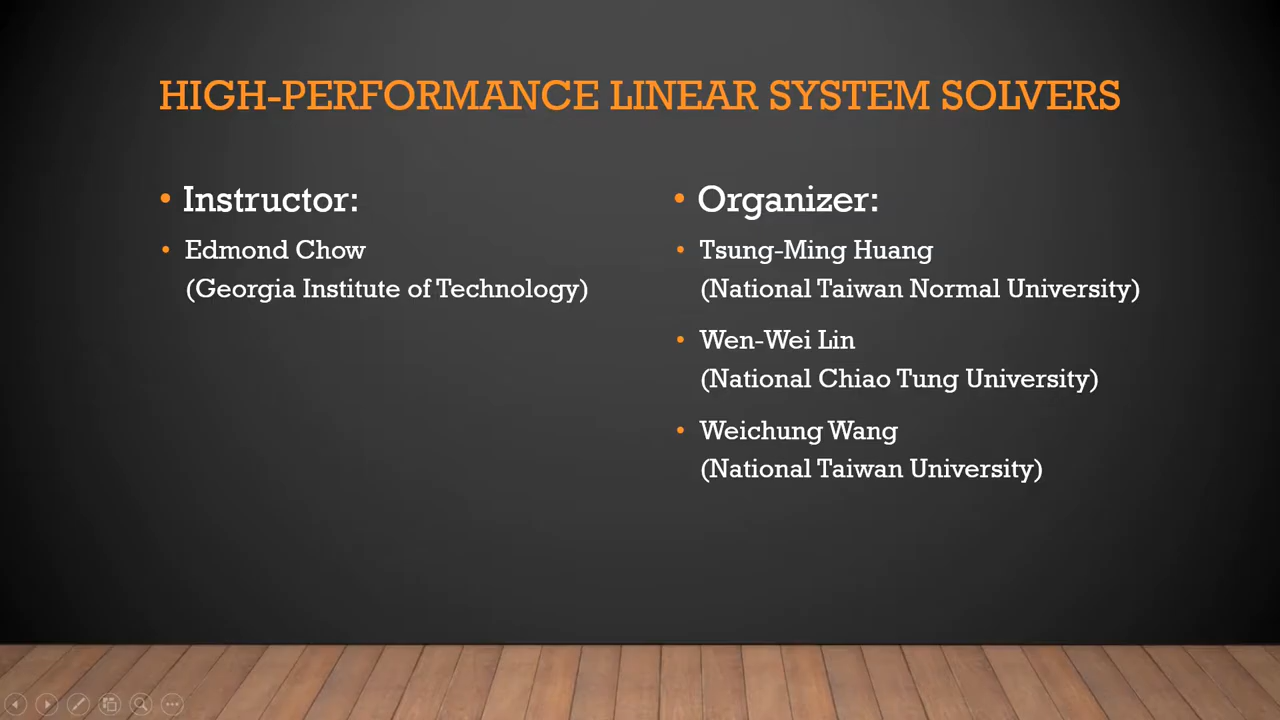 HIGH-PERFORMANCE LINEAR SYSTEM SOLVERS
• Instructor:
• Edmond Chow
(Georgia Institute of Technology)
• Organizer:
• Tsung-Ming Huang
(National Taiwan Normal University)
• Wen-Wei Lin
(National Chiao Tung University)
• Weichung Wang
(National Taiwan University)